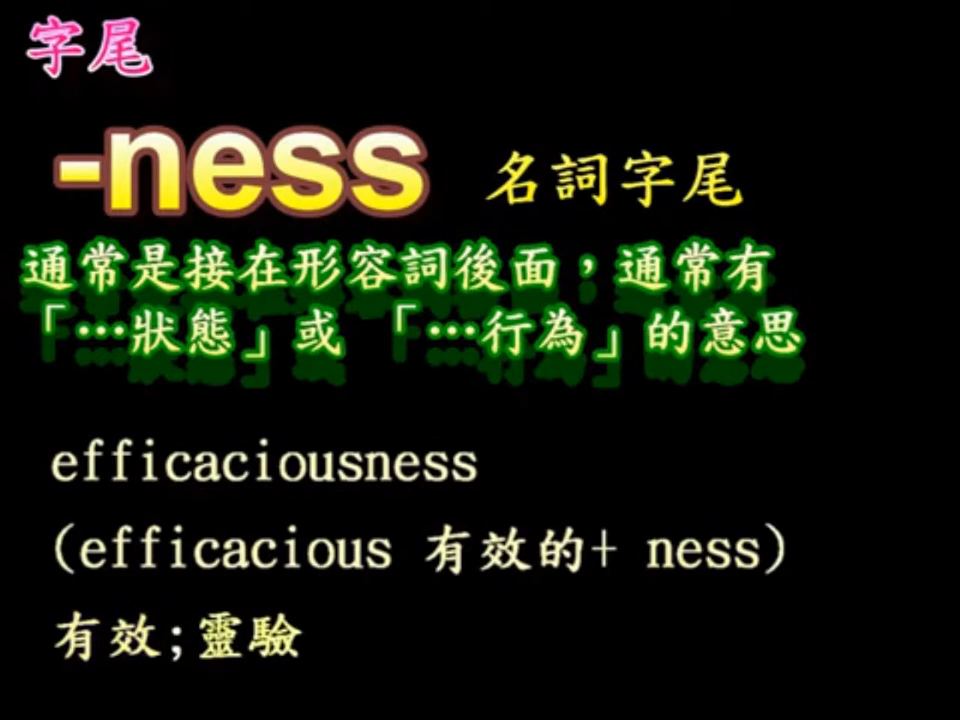 字尾
-ness 名詞字尾
通常是接在形容詞後面，通常有
「…狀態」或 「…行為」的意思
efficaciousness
(efficacious 有效的+ ness)
有效;靈驗